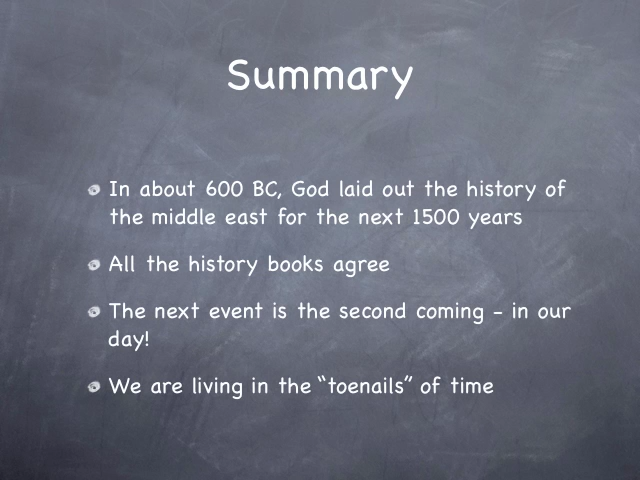 Summary
In about 600 BC, God laid out the history of
the middle east for the next 1500 years
All the history books agree
The next event is the second coming - in our
day!
We are living in the “toenails” of time